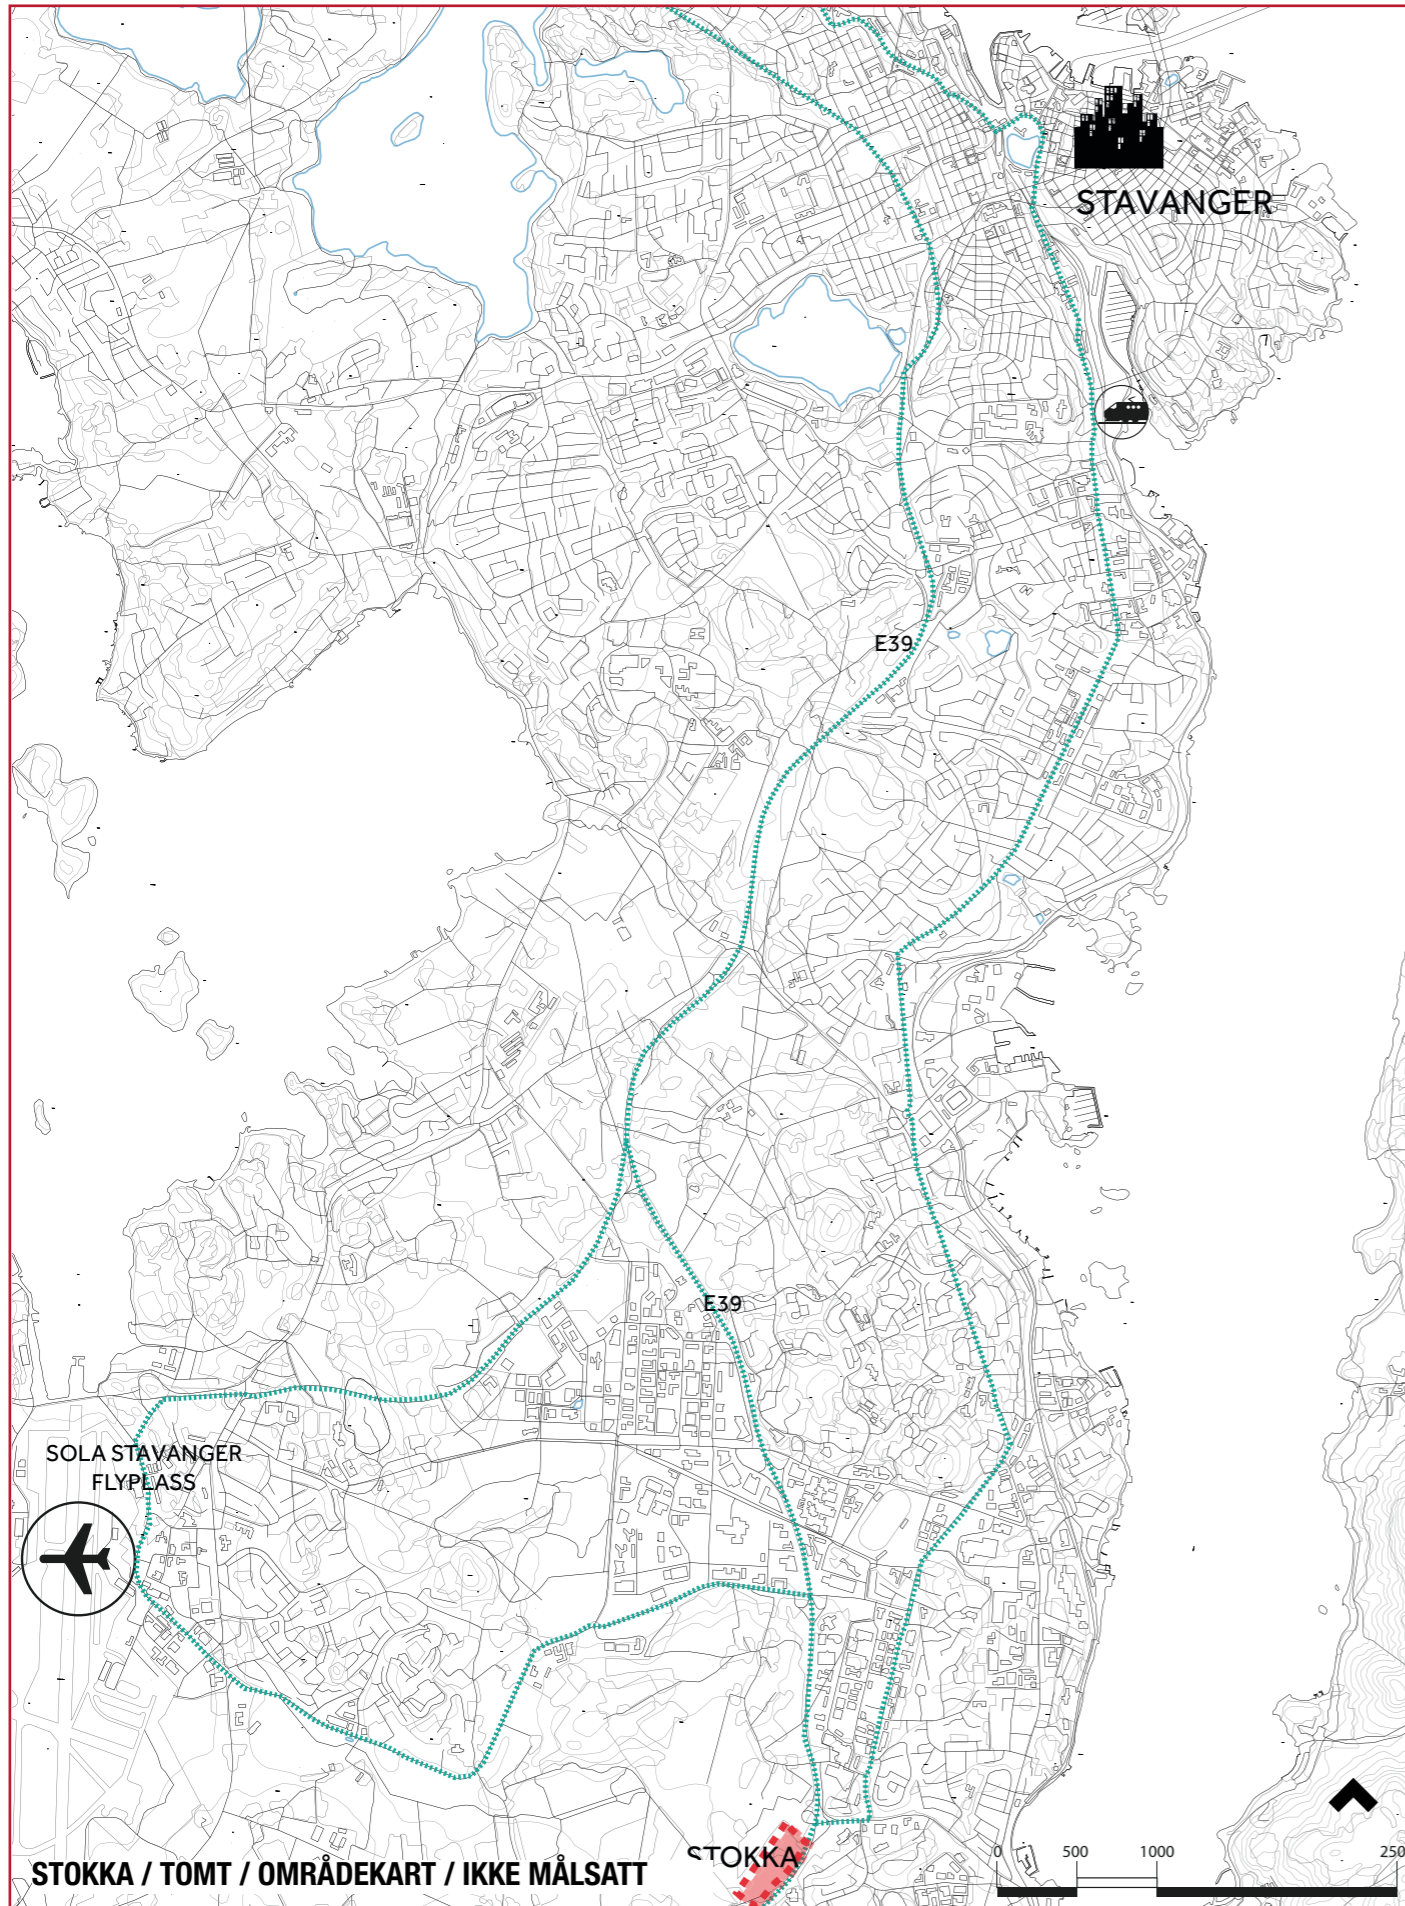 STAVANGER
E39
E39
SOLA STAVANGER
FLYPLASS
STOKKA
STOKKA / TOMT / OMRÅDEKART / IKKE MÅLSATT
0 500 1000 250